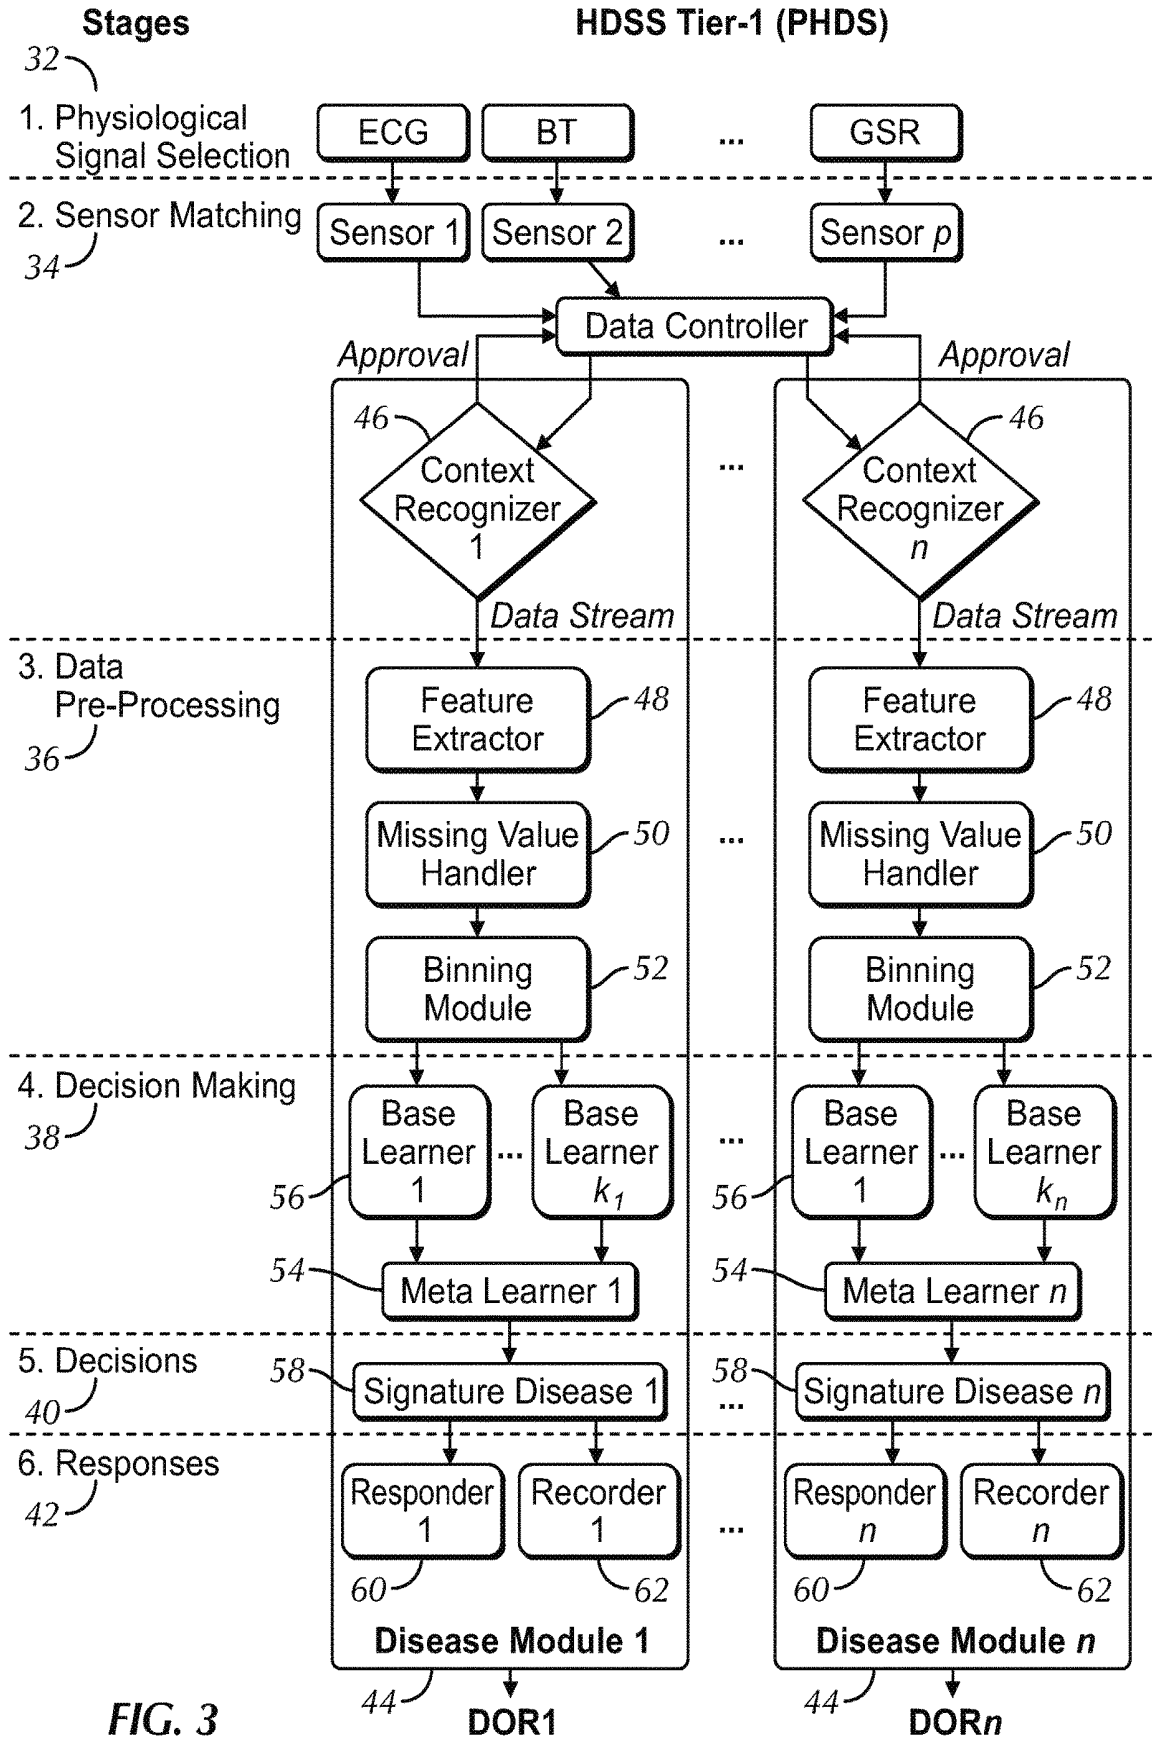 Stages
HDSS Tier-1 (PHDS)
32
1. Physiological
Signal Selection
ECG
BT
...
GSR
2. Sensor Matching
34
Sensor 1
Sensor 2
...
Sensor p
Data Controller
Approval
Approval
46
Context
Recognizer
1
...
46
Context
Recognizer
n
Data Stream
Data Stream
3. Data
Pre-Processing
36
Feature
Extractor
48
Feature
Extractor
48
Missing Value
Handler
50
...
Missing Value
Handler
50
Binning
Module
52
Binning
Module
52
4. Decision Making
38
Base
Learner
1
...
Base
Learner
k1
56
...
Base
Learner
1
...
Base
Learner
kn
56
54
Meta Learner 1
54
Meta Learner n
5. Decisions
40
58
Signature Disease 1
...
58
Signature Disease n
6. Responses
42
Responder
1
Recorder
1
...
Responder
n
Recorder
n
60
62
60
62
Disease Module 1
Disease Module n
44
44
FIG. 3
DOR1
DORn